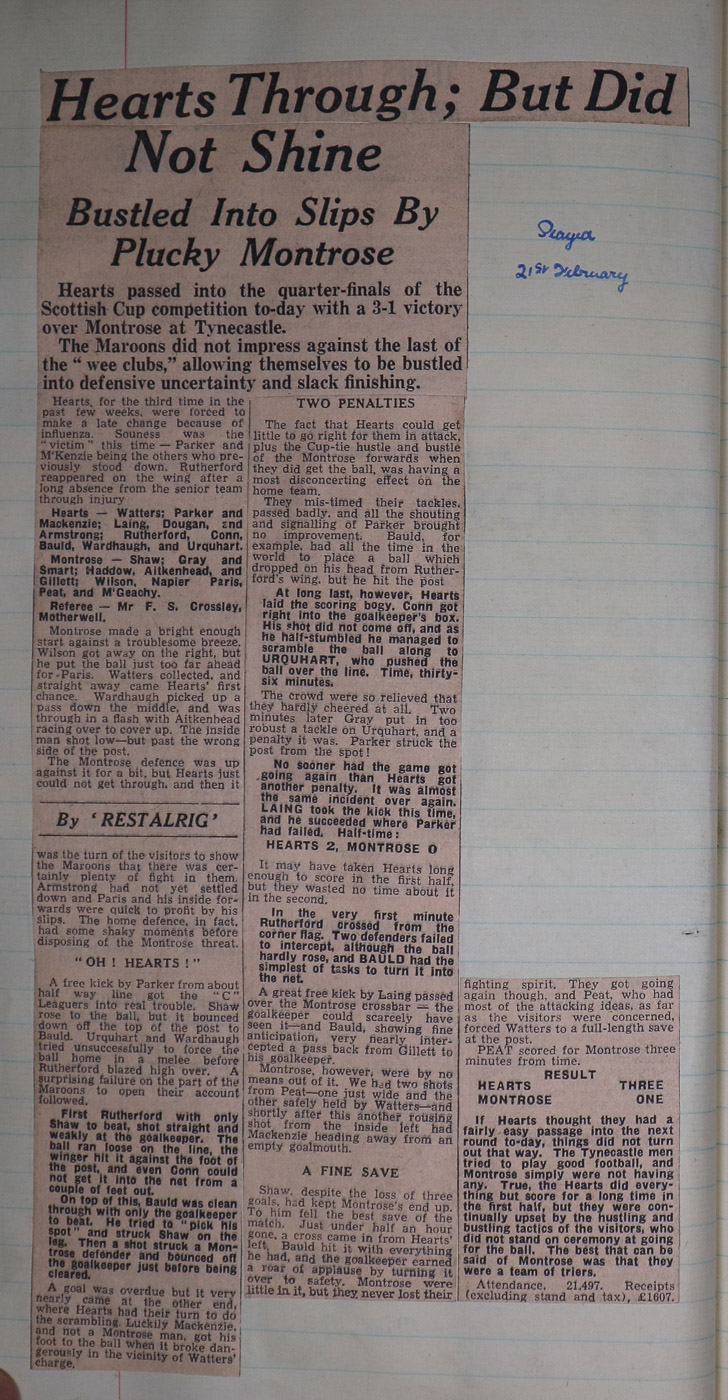 Hearts Through; But Did
Not Shine
Bustled Into Slips By
Plucky Montrose
Hearts passed into the quarter-finals of the
Scottish Cup competition to-day with a 3-1 victory
over Montrose at Tynecastle.
The Maroons did not impress against the last of
the “ wee clubs,” allowing themselves to be bustled
into defensive uncertainty and slack finishing.
Hearts, for the third time in the
past few weeks, were forced to
make a late change because of
influenza. Souness was the
“victim” this time — Parker and
M'Kenzie being the others who pre-
viously stood down. Rutherford
reappeared on the wing after a
long absence from the senior team
through injury
Hearts — Watters; Parker and
Mackenzie; Laing, Dougan, and
Armstrong; Rutherford, Conn,
Bauld, Wardhaugh, and Urquhart.
Montrose — Shaw; Gray and
Smart; Haddow, Aitkenhead, and
Gillett; Wilson, Napier Paris,
Peat, and M'Geachy.
Referee — Mr F. S. Crossley,
Motherwell.
Montrose made a bright enough
start against a troublesome breeze.
Wilson got away on the right, but
he put the ball just too far ahead
for Paris. Watters collected, and
straight away came Hearts' first
chance. Wardhaugh picked up a
pass down the middle, and was
through in a flash with Aitkenhead
racing over to cover up. The inside
man shot low—but past the wrong
side of the post.
The Montrose defence was up
against it for a bit, but Hearts just
could not get through, and then it
By ‘RESTALRIG’
was the turn of the visitors to show
the Maroons that there was cer-
tainly plenty of fight in them.
Armstrong had not yet settled
down and Paris and his inside for-
wards were quick to profit by his
slips. The home defence, in fact,
had some shaky moments before
disposing of the Montrose threat.
“OH ! HEARTS !”
A free kick by Parker from about
half way line got the “C”
Leaguers into real trouble. Shaw
rose to the ball, but it bounced
down off the top of the post to
Bauld. Urquhart and Wardhaugh
tried unsuccessfully to force the
ball home in a melee before
Rutherford blazed high over. A
surprising failure on the part of the
Maroons to open their account
followed.
First Rutherford with only
Shaw to beat, shot straight and
weakly at the goalkeeper. The
ball ran loose on the line, the
winger hit it against the foot of
the post, and even Conn could
not get it into the net from a
couple of feet out.
On top of this, Bauld was clean
through with only the goalkeeper
to beat. He tried to “pick his
spot” and struck Shaw on the
leg. Then a shot struck a Mon-
trose defender and bounced off
the goalkeeper just before being
cleared.
A goal was overdue but it very
nearly came at the other end,
where Hearts had their turn to do
the scrambling. Luckily Mackenzie,
and not a Montrose man, got his
foot to the ball when it broke dan-
gerously in the vicinity of Watters'
charge.
TWO PENALTIES
The fact that Hearts could get
little to go right for them in attack,
plus the Cup-tie hustle and bustle
of the Montrose forwards when
they did get the ball, was having a
most disconcerting effect on the
home team.
They mis-timed their tackles,
passed badly, and all the shouting
and signalling of Parker brought
no improvement. Bauld, for
example, had all the time in the
world to place a ball which
dropped on his head from Ruther-
ford's wing, but he hit the post
At long last, however, Hearts
laid the scoring bogy. Conn got
right into the goalkeeper's box.
His shot did not come off, and as
he half-stumbled he managed to
scramble the ball along to
URQUHART, who pushed the
ball over the line. Time, thirty-
six minutes.
The crowd were so relieved that
they hardly cheered at all. Two
minutes later Gray put in too
robust a tackle on Urquhart, and a
penalty it was. Parker struck the
post from the spot!
No sooner had the game got
going again than Hearts got
another penalty. It was almost
the same incident over again.
LAING took the kick this time,
and he succeeded where Parker
had failed. Half-time:
HEARTS 2, MONTROSE 0
It may have taken Hearts long
enough to score in the first half,
but they wasted no time about it
in the second.
In the very first minute
Rutherford crossed from the
corner flag. Two defenders failed
to intercept, although the ball
hardly rose, and BAULD had the
simplest of tasks to turn it into
the net.
A great free kick by Laing passed
over the Montrose crossbar — the
goalkeeper could scarcely have
seen it—and Bauld, showing fine
anticipation, very nearly inter-
cepted a pass back from Gillett to
his goalkeeper.
Montrose, however, were by no
means out of it. We had two shots
from Peat—one just wide and the
other safely held by Watters—and
shortly after this another rousing
shot from the inside left had
Mackenzie heading away from an
empty goalmouth.
A FINE SAVE
Shaw, despite the loss of three
goals, had kept Montrose's end up.
To him fell the best save of the
match. Just under half an hour
gone, a cross came in from Hearts'
left. Bauld hit it with everything
he had, and the goalkeeper earned
a roar of applause by turning it
over to safety. Montrose were
little in it, but they never lost their
fighting spirit. They got going
again though, and Peat, who had
most of the attacking ideas, as far
as the visitors were concerned,
forced Watters to a full-length save
at the post.
PEAT scored for Montrose three
minutes from time.
RESULT
HEARTS THREE
MONTROSE ONE
If Hearts thought they had a
fairly easy passage into the next
round to-day, things did not turn
out that way. The Tynecastle men
tried to play good football, and
Montrose simply were not having
any. True, the Hearts did every-
thing but score for a long time in
the first half, but they were con-
tinually upset by the hustling and
bustling tactics of the visitors, who
did not stand on ceremony at going
for the ball. The best that can be
said of Montrose was that they
were a team of triers.
Attendance, 21,497. Receipts
(excluding stand and tax), £1607.
21st February